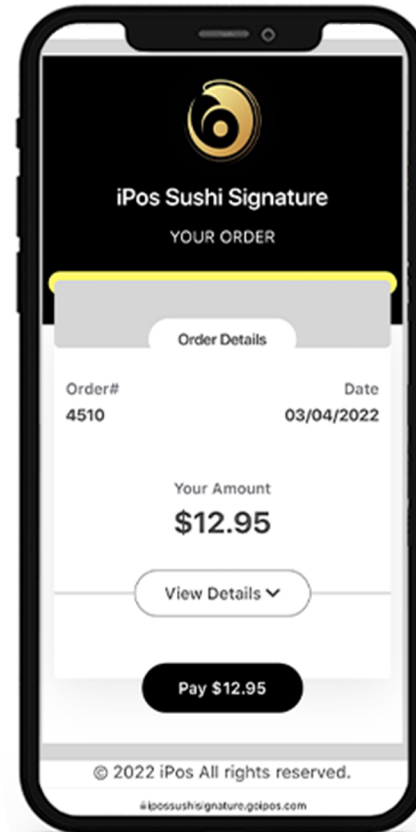 iPos Sushi Signature
YOUR ORDER
Order Details
Order# Date
4510 03/04/2022
Your Amount
$12.95
View Details
Pay $12.95
© 2022 iPos All rights reserved.
ipossushisignature.goipos.com